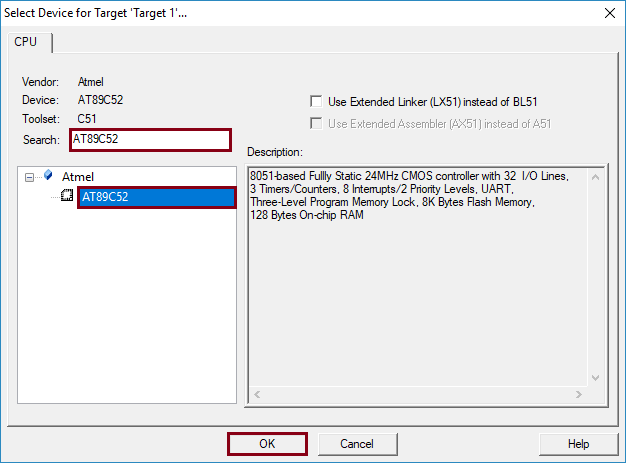 Select Device for Target 'Target 1'...
CPU
Vendor: Atmel
Device: AT89C52
Toolset: C51
Search: AT89C52
Use Extended Linker (LX51) instead of BL51
Use Extended Assembler (AX51) instead of A51
Description:
Atmel
AT89C52
8051-based Fullly Static 24MHz CMOS controller with 32 I/O Lines,
3 Timers/Counters, 8 Interrupts/2 Priority Levels, UART,
Three-Level Program Memory Lock, 8K Bytes Flash Memory,
128 Bytes On-chip RAM
OK
Cancel
Help